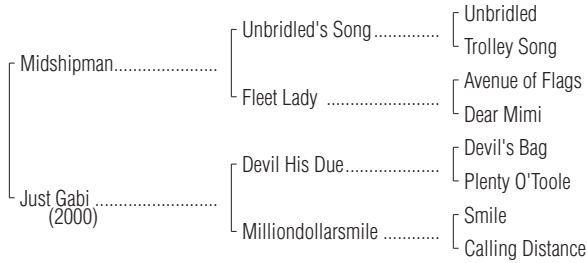 Unbridled
Unbridled's Song..............
Trolley Song
Midshipman......................
Avenue of Flags
Fleet Lady ........................
Dear Mimi
Devil's Bag
Devil His Due....................
Plenty O'Toole
Just Gabi ..........................
(2000)
Smile
Milliondollarsmile ............
Calling Distance